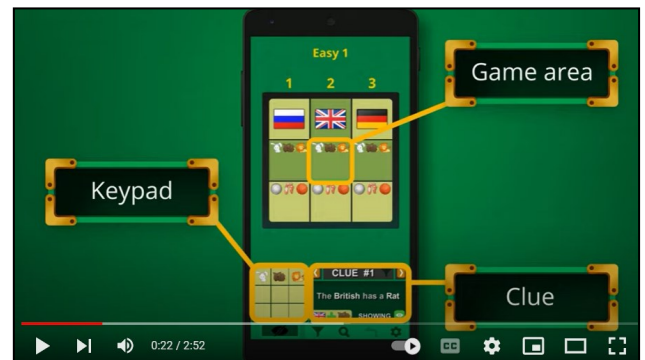 Easy 1
1 2 3
Game area
Keypad
CLUE #1
The British has a Rat
SHOWING
Clue
0:22 / 2:52
CC